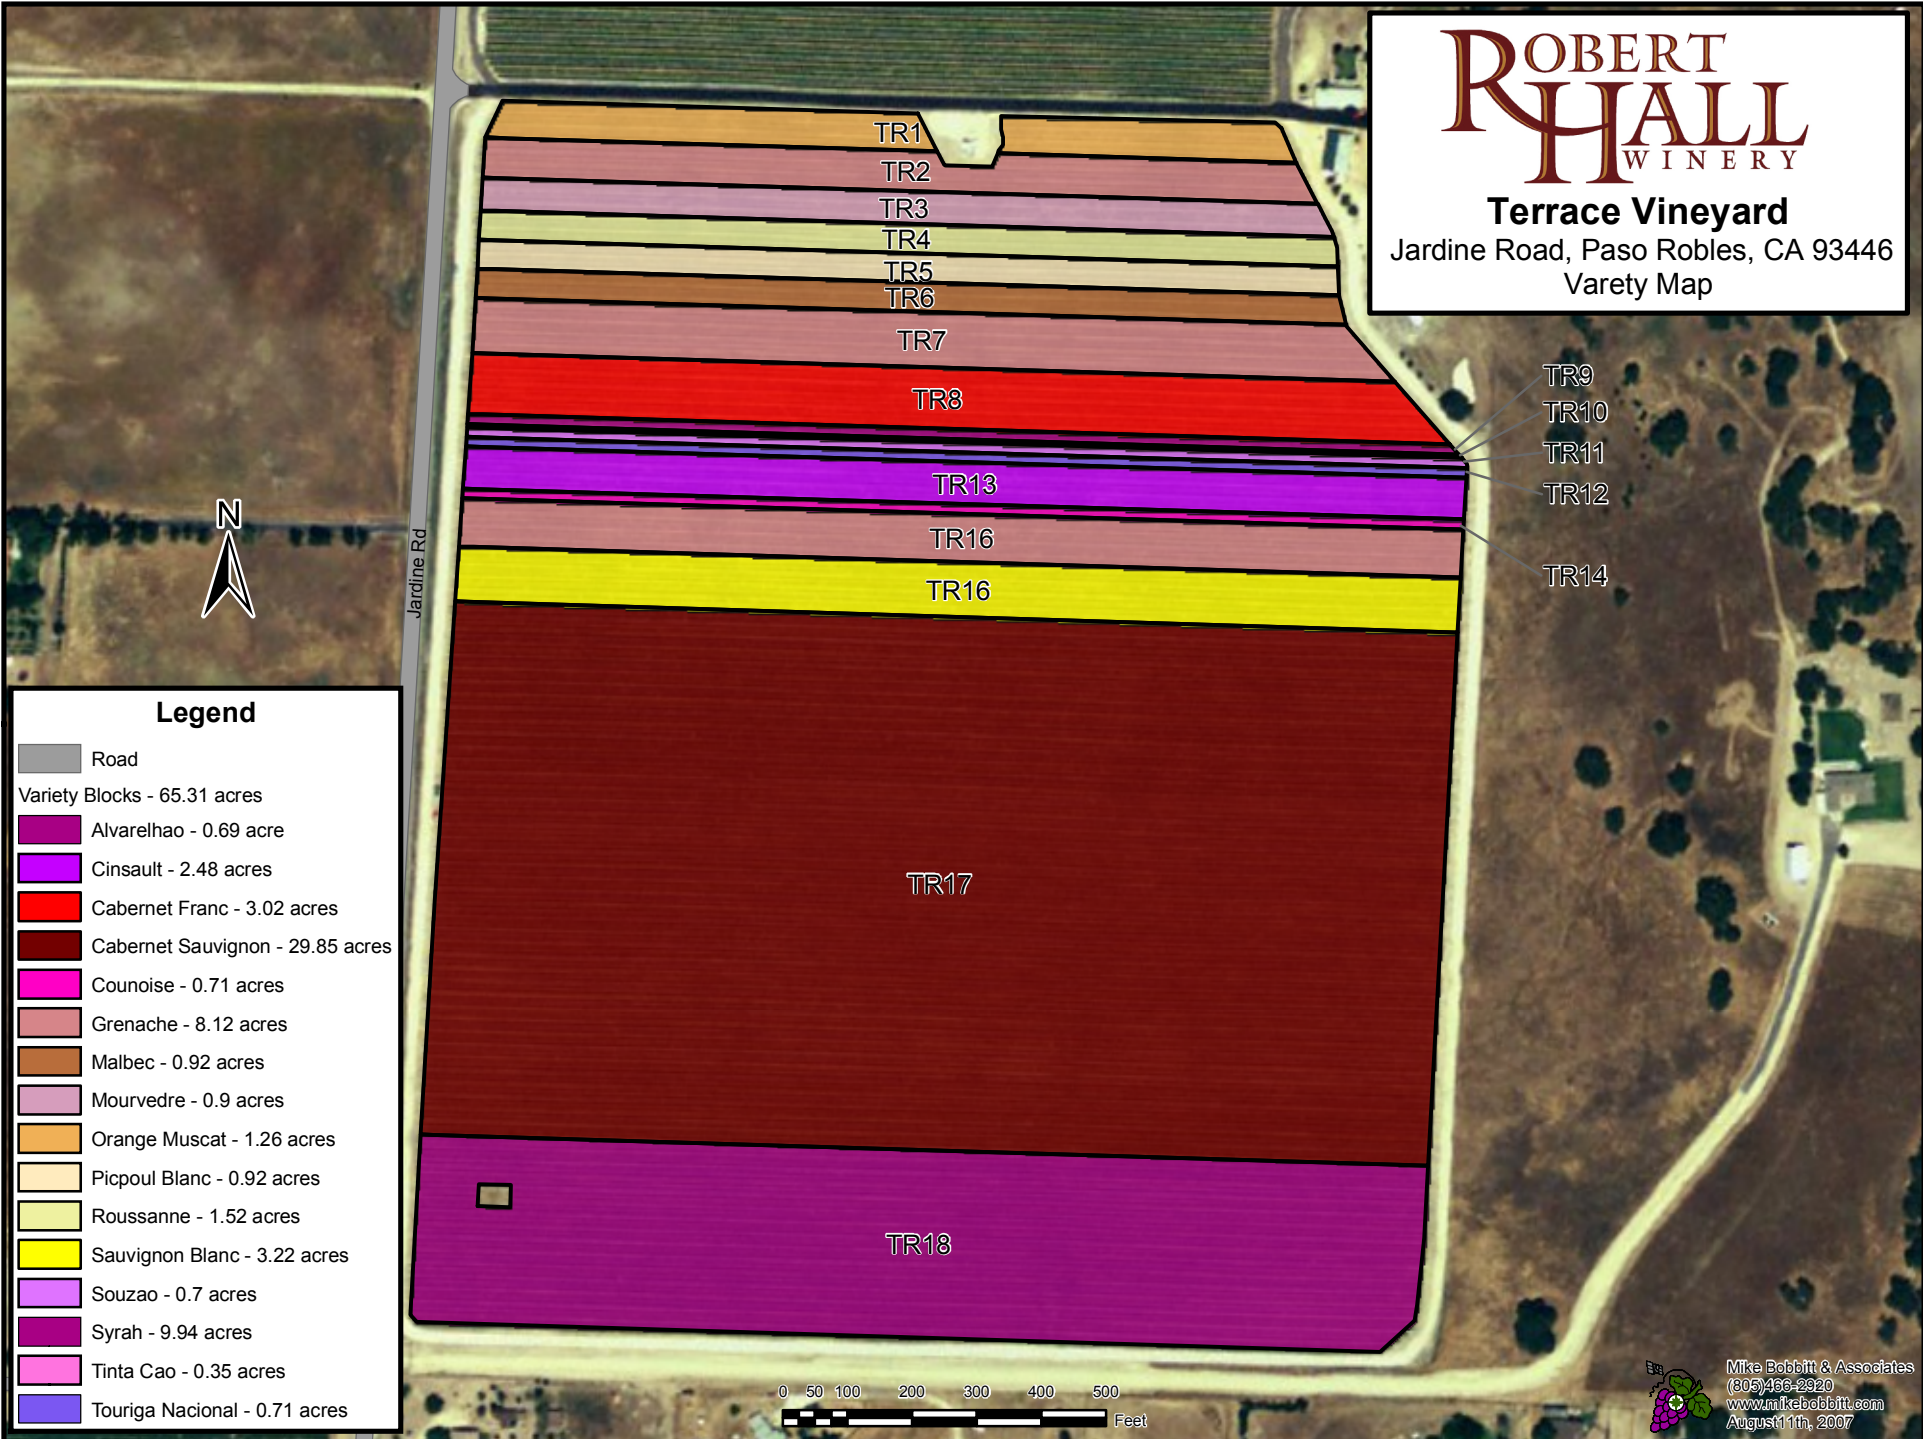 ROBERT
HALL
WINERY
Terrace Vineyard
Jardine Road, Paso Robles, CA 93446
Varety Map
TR1
TR2
TR3
TR4
TR5
TR6
TR7
TR8
TR9
TR10
TR11
TR12
TR13
TR14
TR16
TR16
TR17
TR18
N
Jardine Rd
Legend
Road
Variety Blocks - 65.31 acres
Alvarelhao - 0.69 acre
Cinsault - 2.48 acres
Cabernet Franc - 3.02 acres
Cabernet Sauvignon - 29.85 acres
Counoise - 0.71 acres
Grenache - 8.12 acres
Malbec - 0.92 acres
Mourvedre - 0.9 acres
Orange Muscat - 1.26 acres
Picpoul Blanc - 0.92 acres
Roussanne - 1.52 acres
Sauvignon Blanc - 3.22 acres
Souzao - 0.7 acres
Syrah - 9.94 acres
Tinta Cao - 0.35 acres
Touriga Nacional - 0.71 acres
0 50 100 200 300 400 500
Feet
Mike Bobbitt & Associates
(805)466-2920
www.mikebobbitt.com
August11th, 2007